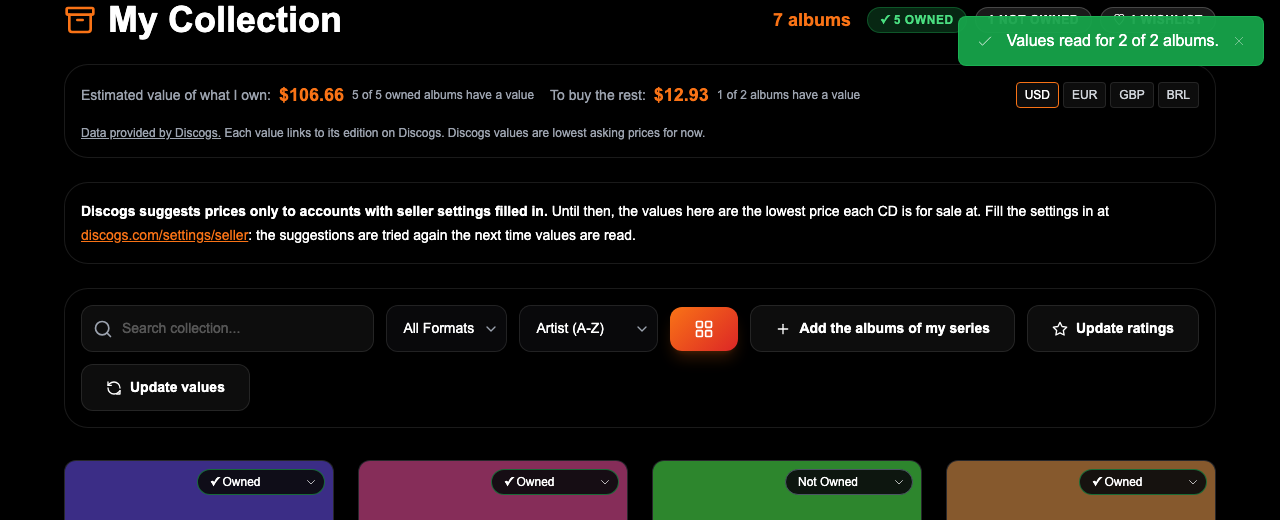 My Collection
7 albums
✓ 5 OWNED
1 NOT OWNED
1 WISHLIST
Values read for 2 of 2 albums.
Estimated value of what I own: $106.66 5 of 5 owned albums have a value To buy the rest: $12.93 1 of 2 albums have a value
USD EUR GBP BRL
Data provided by Discogs. Each value links to its edition on Discogs. Discogs values are lowest asking prices for now.
Discogs suggests prices only to accounts with seller settings filled in. Until then, the values here are the lowest price each CD is for sale at. Fill the settings in at
discogs.com/settings/seller: the suggestions are tried again the next time values are read.
Search collection...
All Formats
Artist (A-Z)
Add the albums of my series
Update ratings
Update values
✓ Owned
✓ Owned
Not Owned
✓ Owned